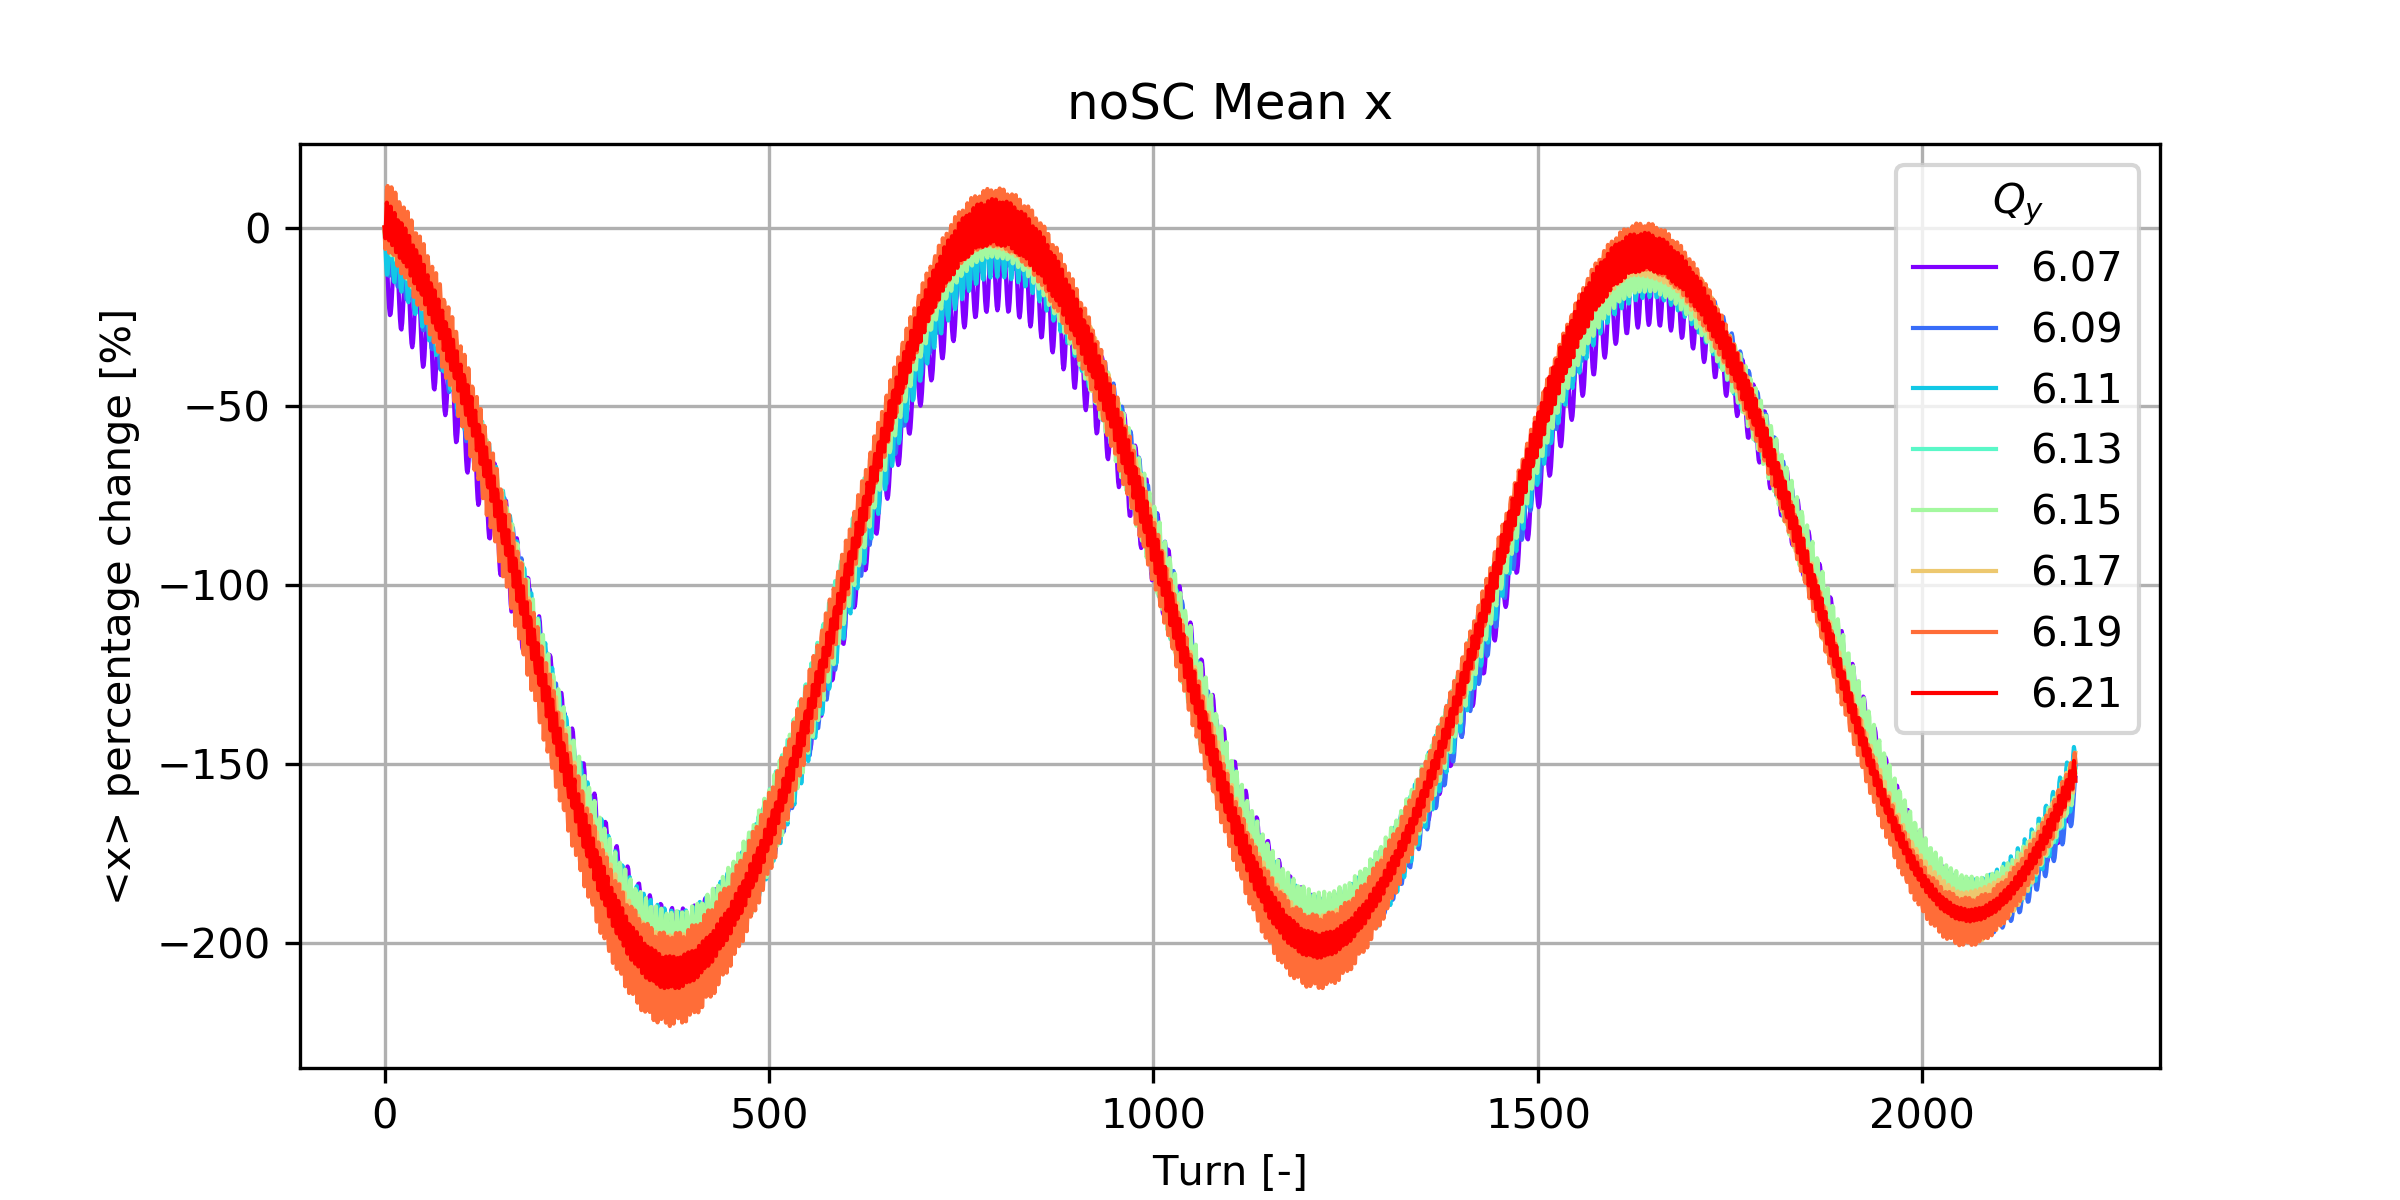 noSC Mean x
<x> percentage change [%]
0
−50
−100
−150
−200
Qy
6.07
6.09
6.11
6.13
6.15
6.17
6.19
6.21
0 500 1000 1500 2000
Turn [-]